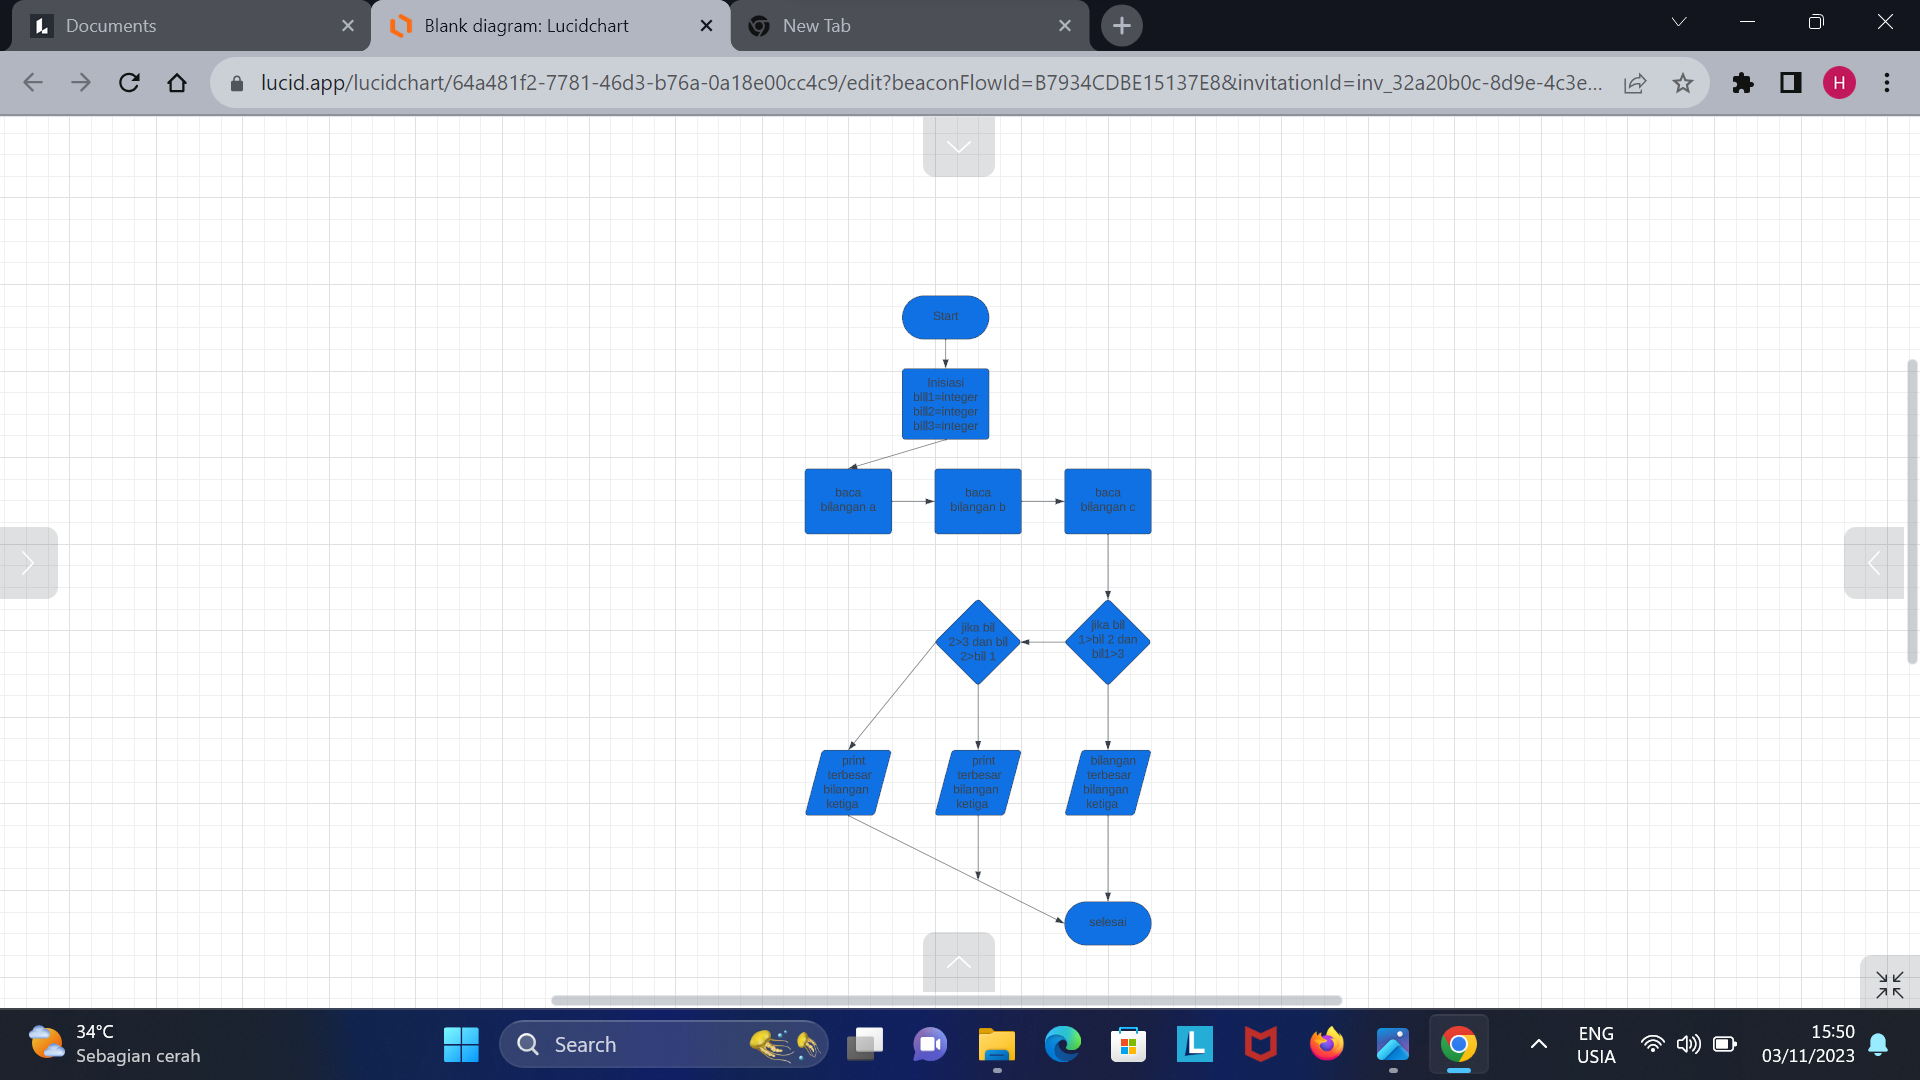 Documents
Blank diagram: Lucidchart
New Tab
lucid.app/lucidchart/64a481f2-7781-46d3-b76a-0a18e00cc4c9/edit?beaconFlowId=B7934CDBE15137E8&invitationId=inv_32a20b0c-8d9e-4c3e...
H
Start
Inisiasi
bill1=integer
bill2=integer
bill3=integer
baca
bilangan a
baca
bilangan b
baca
bilangan c
jika bil
2>3 dan bil
2>bil 1
jika bil
1>bil 2 dan
bil1>3
print
terbesar
bilangan
ketiga
print
terbesar
bilangan
ketiga
bilangan
terbesar
bilangan
ketiga
selesai
34°C
Sebagian cerah
Search
L
ENG
USIA
15:50
03/11/2023